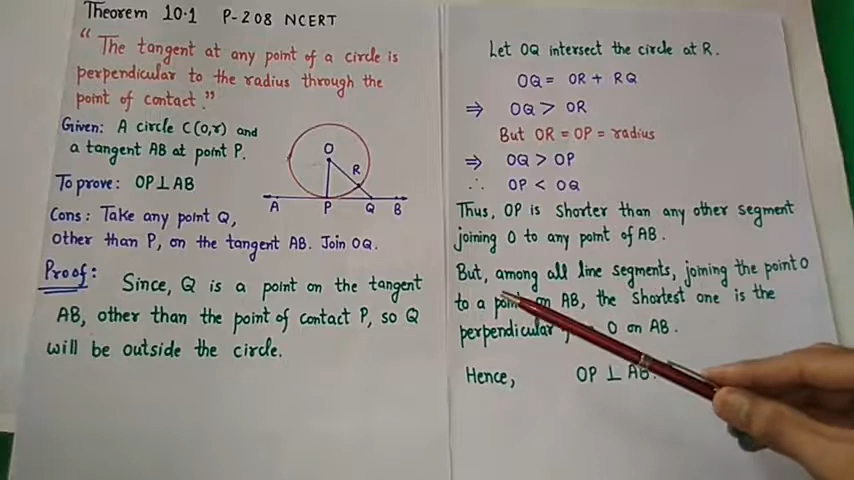 Theorem 10.1 P-208 NCERT
"The tangent at any point of a circle is
perpendicular to the radius through the
point of contact."
Given: A circle C(O,r) and
a tangent AB at point P.
To prove: OP⊥AB
Cons: Take any point Q,
other than P, on the tangent AB. Join OQ.
Proof: Since, Q is a point on the tangent
AB, other than the point of contact P, so Q
will be outside the circle.
O
R
A P Q B
Let OQ intersect the circle at R.
OQ = OR + RQ
⇒ OQ > OR
But OR = OP = radius
⇒ OQ > OP
∴ OP < OQ
Thus, OP is shorter than any other segment
joining O to any point of AB.
But, among all line segments, joining the point O
to a point on AB, the shortest one is the
perpendicular O on AB.
Hence, OP ⊥ AB.